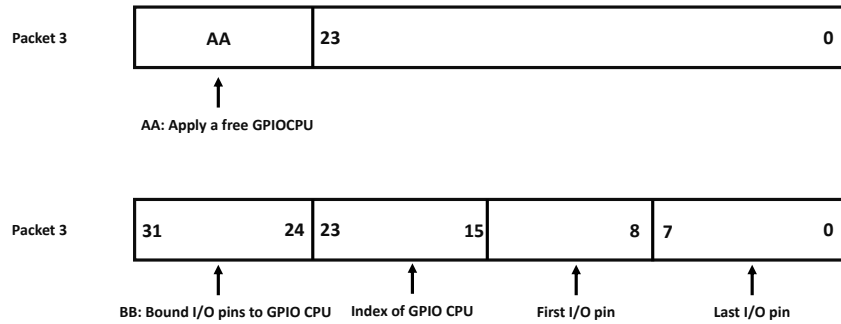 Packet 3 AA 23 0
AA: Apply a free GPIOCPU
Packet 3 31 24 23 15 8 7 0
BB: Bound I/O pins to GPIO CPU Index of GPIO CPU First I/O pin Last I/O pin